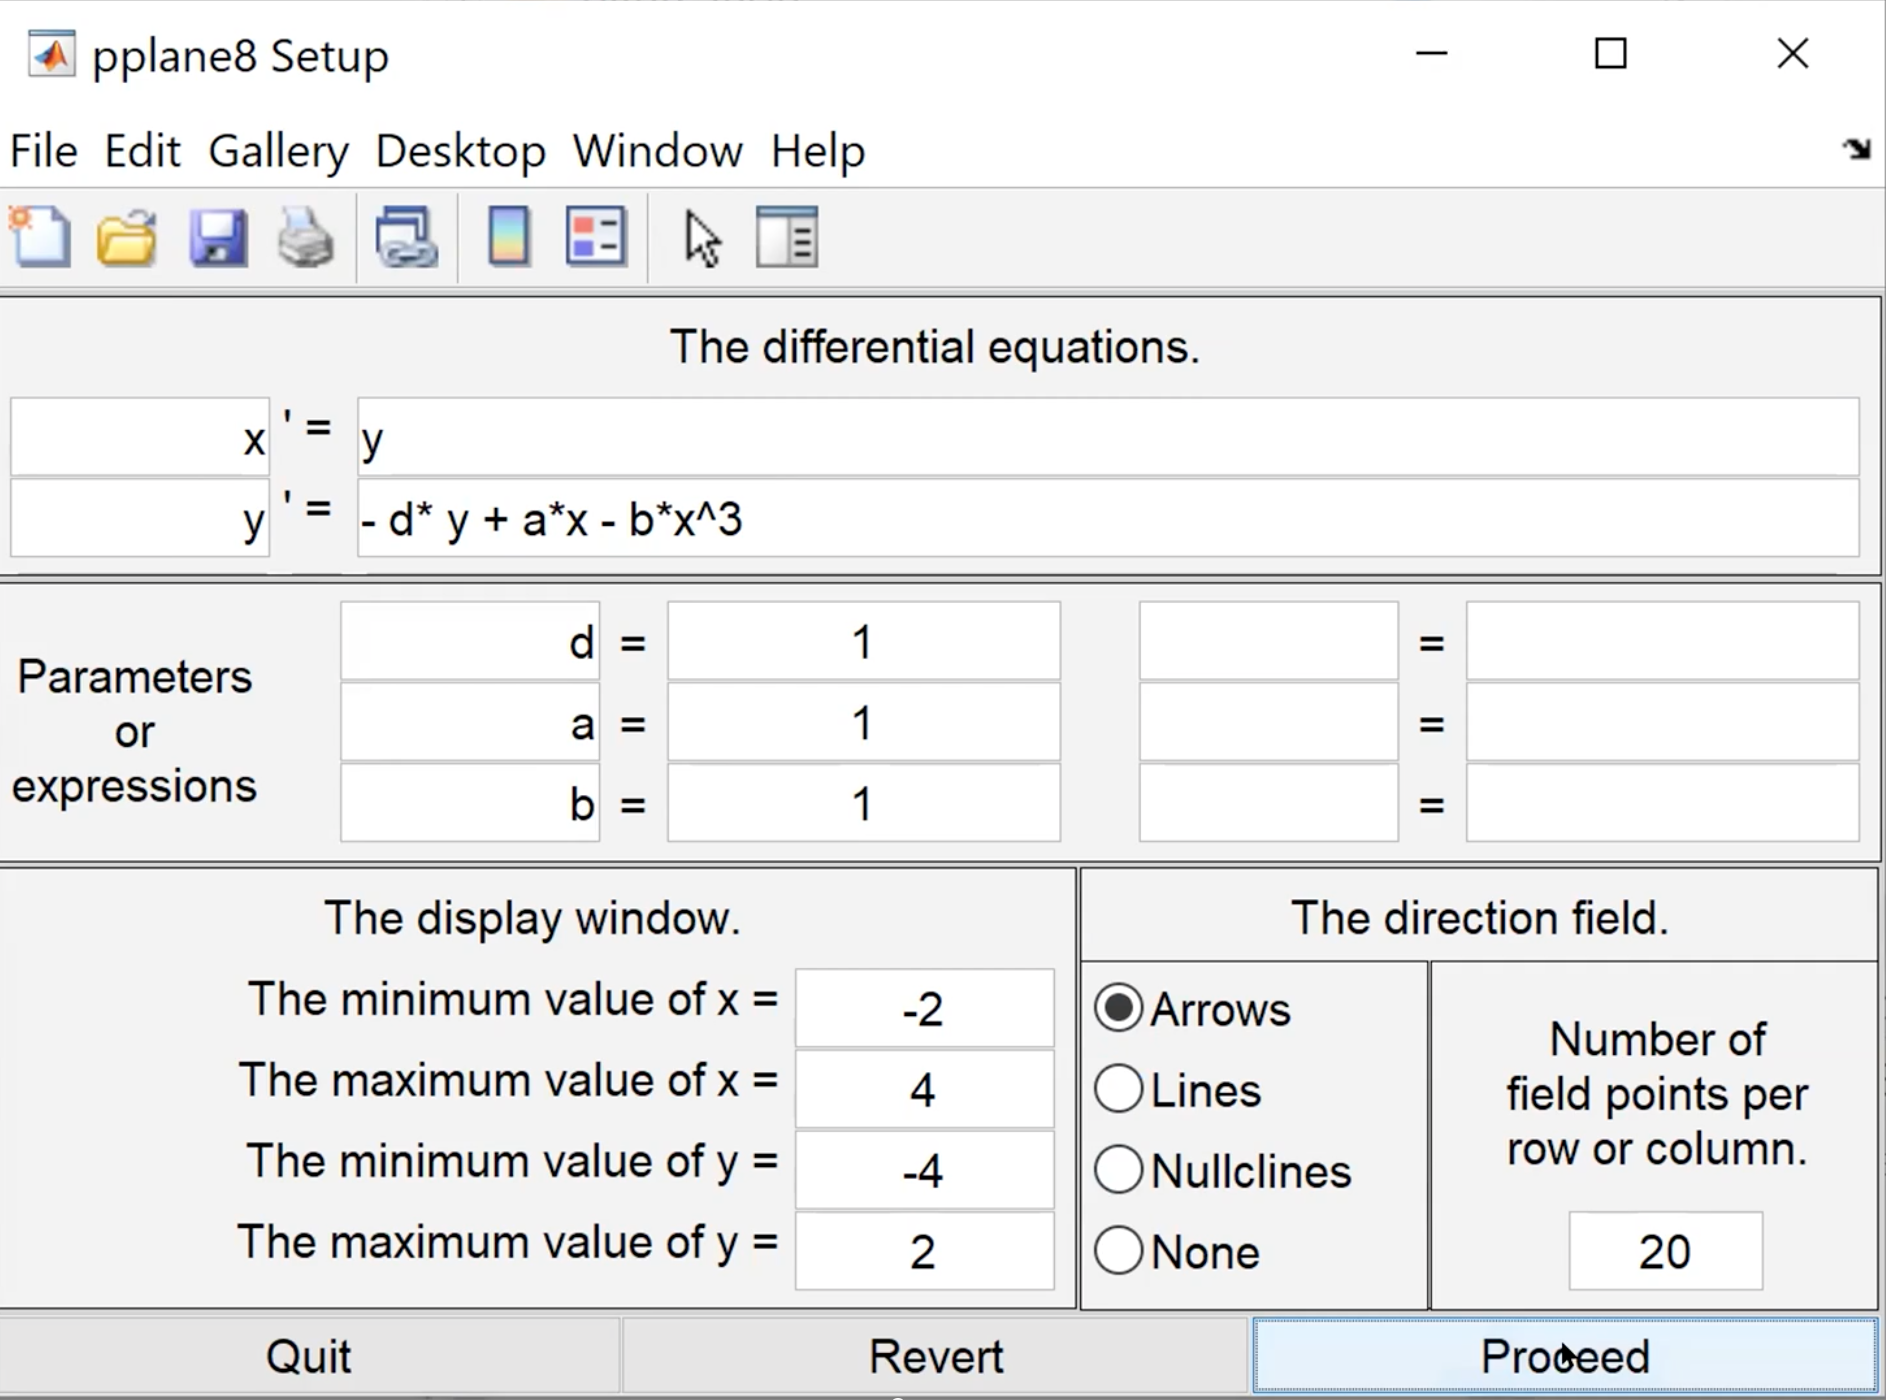 pplane8 Setup
File Edit Gallery Desktop Window Help
The differential equations.
x ' = y
y ' = - d* y + a*x - b*x^3
Parameters
or
expressions
d = 1 =
a = 1 =
b = 1 =
The display window.
The minimum value of x = -2
The maximum value of x = 4
The minimum value of y = -4
The maximum value of y = 2
The direction field.
Arrows
Lines
Nullclines
None
Number of
field points per
row or column.
20
Quit Revert Proceed